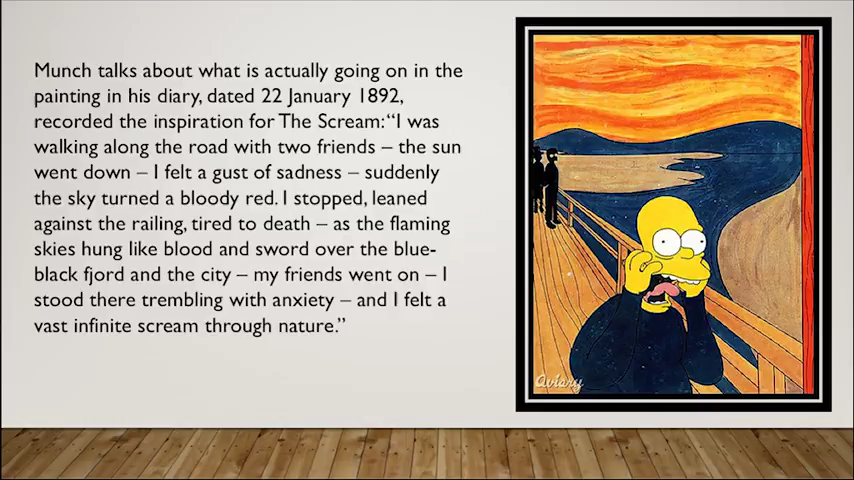 Munch talks about what is actually going on in the
painting in his diary, dated 22 January 1892,
recorded the inspiration for The Scream:“I was
walking along the road with two friends – the sun
went down – I felt a gust of sadness – suddenly
the sky turned a bloody red. I stopped, leaned
against the railing, tired to death – as the flaming
skies hung like blood and sword over the blue-
black fjord and the city – my friends went on – I
stood there trembling with anxiety – and I felt a
vast infinite scream through nature.”
Aviary